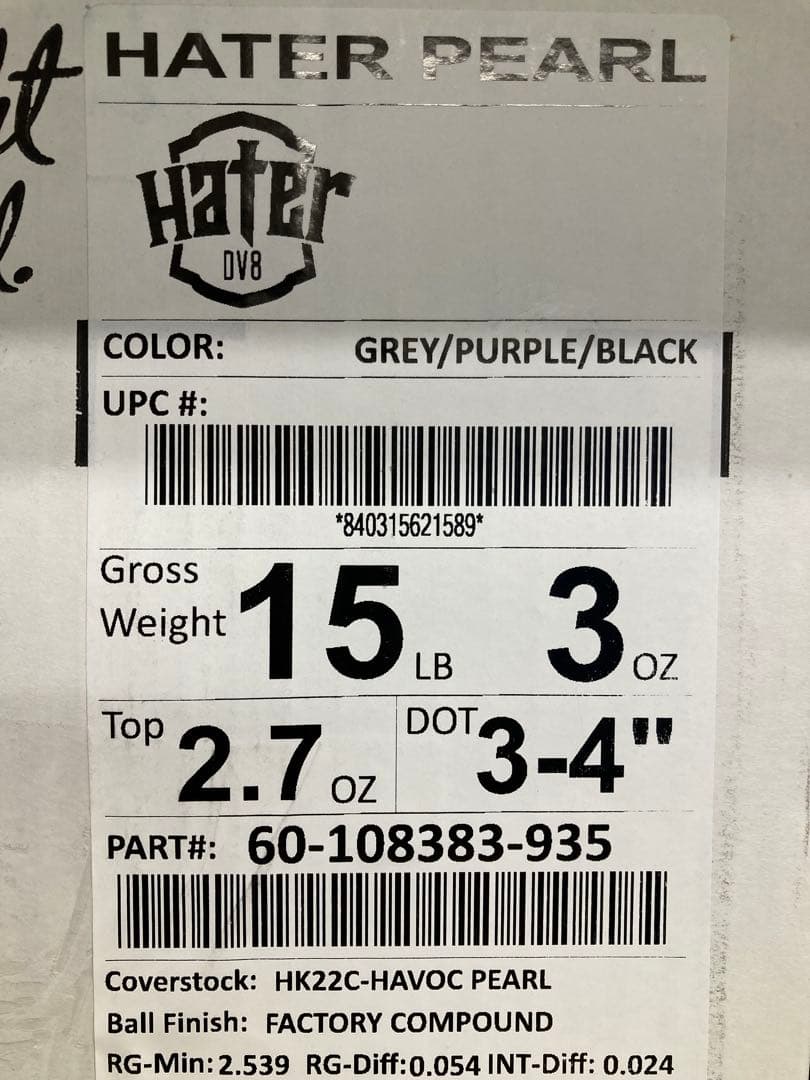 HATER PEARL
Hater
DV8
COLOR: GREY/PURPLE/BLACK
UPC #:
*840315621589*
Gross Weight 15 LB 3 OZ
Top 2.7 OZ DOT 3-4"
PART#: 60-108383-935
Coverstock: HK22C-HAVOC PEARL
Ball Finish: FACTORY COMPOUND
RG-Min: 2.539 RG-Diff: 0.054 INT-Diff: 0.024